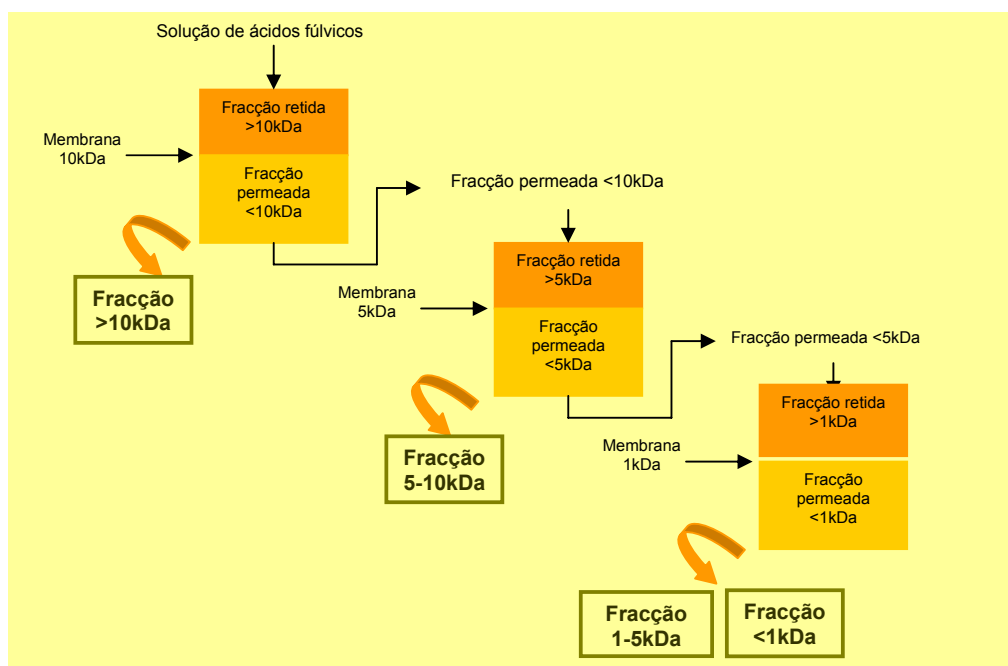 Solução de ácidos fúlvicos
Fracção retida
>10kDa
Membrana
10kDa
Fracção
permeada
<10kDa
Fracção permeada <10kDa
Fracção
>10kDa
Fracção retida
>5kDa
Membrana
5kDa
Fracção
permeada
<5kDa
Fracção permeada <5kDa
Fracção
5-10kDa
Fracção retida
>1kDa
Membrana
1kDa
Fracção
permeada
<1kDa
Fracção
1-5kDa
Fracção
<1kDa